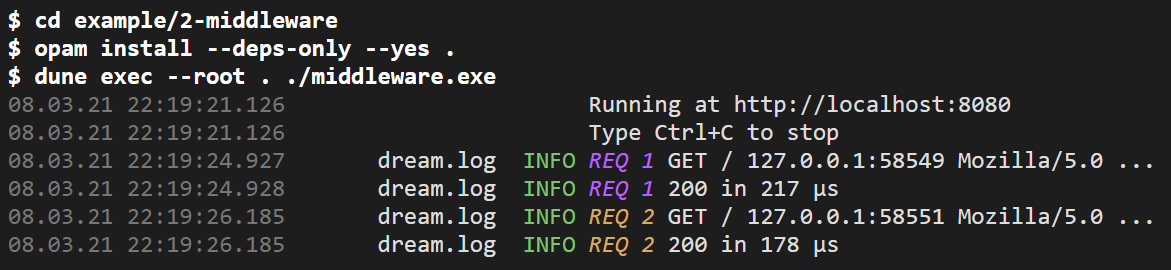 $ cd example/2-middleware
$ opam install --deps-only --yes .
$ dune exec --root . ./middleware.exe
08.03.21 22:19:21.126 Running at http://localhost:8080
08.03.21 22:19:21.126 Type Ctrl+C to stop
08.03.21 22:19:24.927 dream.log INFO REQ 1 GET / 127.0.0.1:58549 Mozilla/5.0 ...
08.03.21 22:19:24.928 dream.log INFO REQ 1 200 in 217 μs
08.03.21 22:19:26.185 dream.log INFO REQ 2 GET / 127.0.0.1:58551 Mozilla/5.0 ...
08.03.21 22:19:26.185 dream.log INFO REQ 2 200 in 178 μs